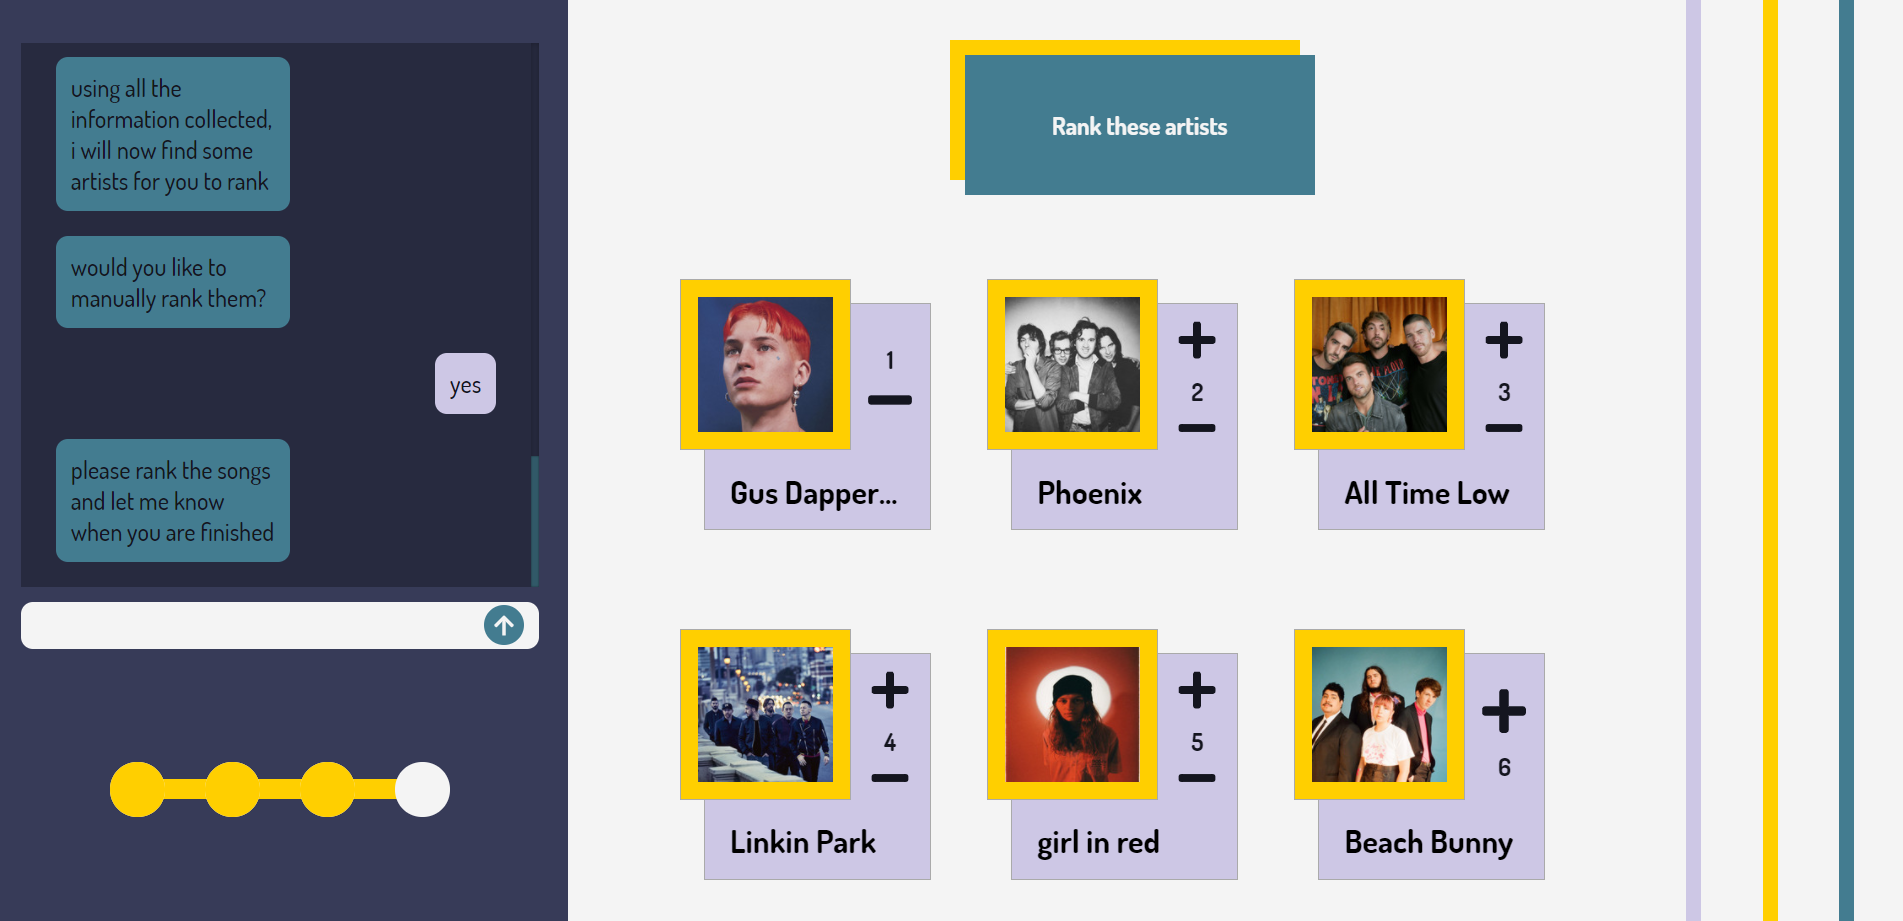 using all the
information collected,
i will now find some
artists for you to rank
would you like to
manually rank them?
yes
please rank the songs
and let me know
when you are finished
Rank these artists
1
Gus Dapper...
2
Phoenix
3
All Time Low
4
Linkin Park
5
girl in red
6
Beach Bunny